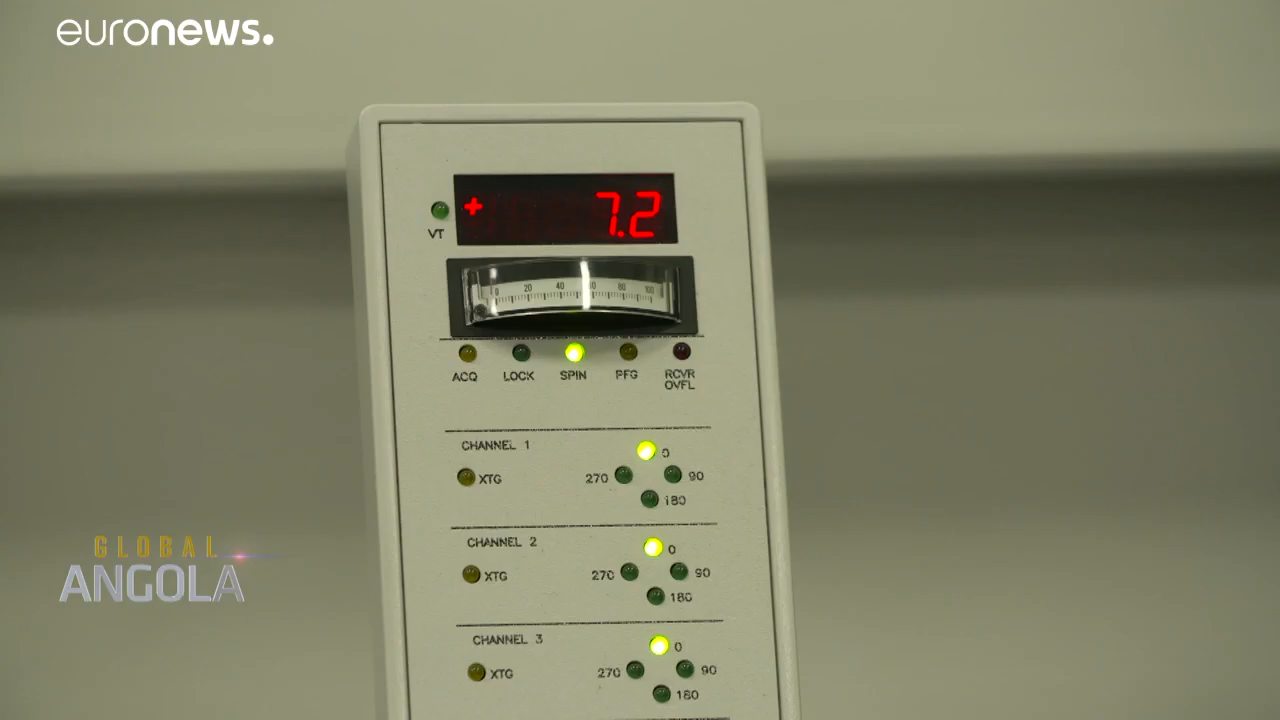 euronews.
+ 7.2
VT
0 20 40 60 80 100
ACQ LOCK SPIN PFG RCVR
OVFL
CHANNEL 1
0
XTG 270 90
180
CHANNEL 2
0
XTG 270 90
180
CHANNEL 3
0
XTG 270 90
180
GLOBAL
ANGOLA